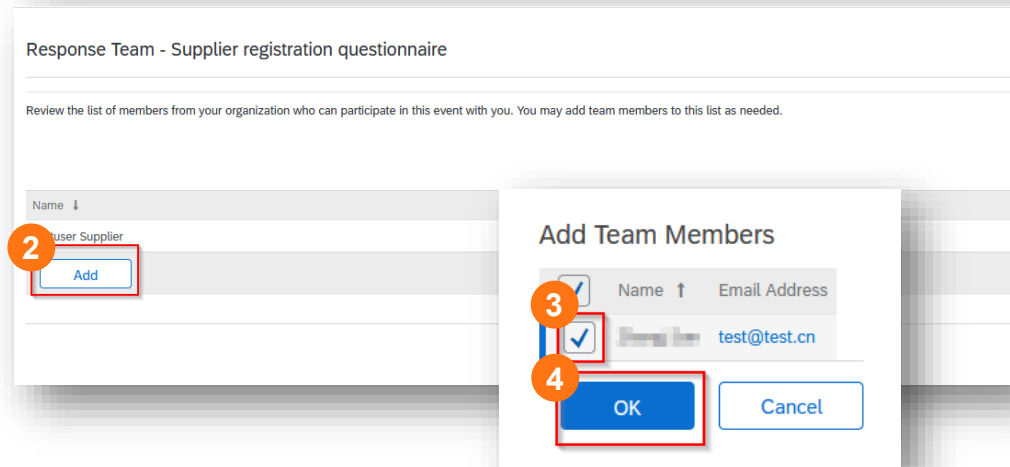 Response Team - Supplier registration questionnaire
Review the list of members from your organization who can participate in this event with you. You may add team members to this list as needed.
Name ↓
Supplier
2
Add
Add Team Members
Name ↑ Email Address
3
test@test.cn
4
OK Cancel